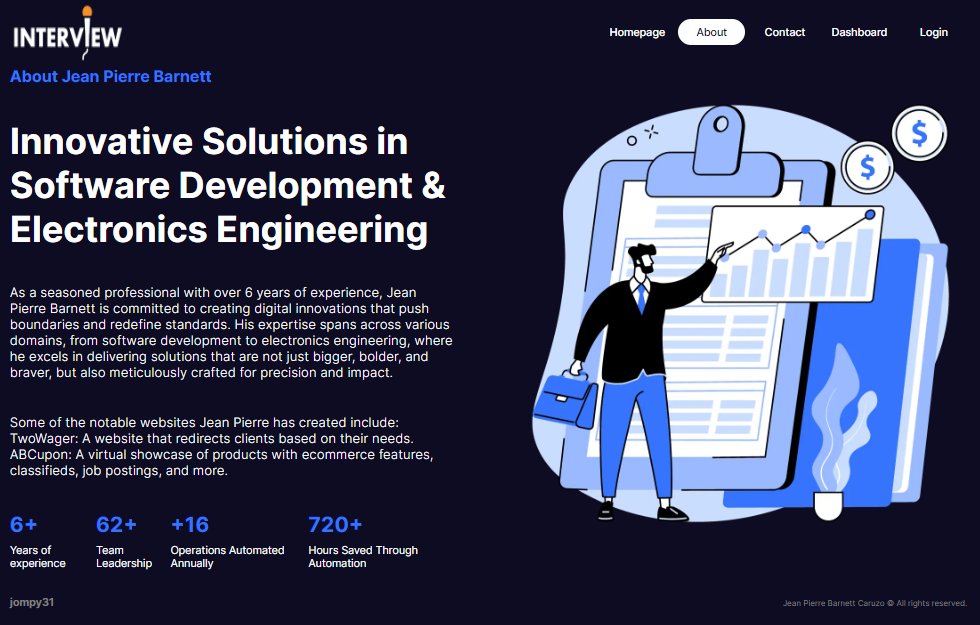 INTERVIEW
Homepage
About
Contact
Dashboard
Login
About Jean Pierre Barnett
Innovative Solutions in
Software Development &
Electronics Engineering
As a seasoned professional with over 6 years of experience, Jean
Pierre Barnett is committed to creating digital innovations that push
boundaries and redefine standards. His expertise spans across various
domains, from software development to electronics engineering, where
he excels in delivering solutions that are not just bigger, bolder, and
braver, but also meticulously crafted for precision and impact.
Some of the notable websites Jean Pierre has created include:
TwoWager: A website that redirects clients based on their needs.
ABCupon: A virtual showcase of products with ecommerce features,
classifieds, job postings, and more.
$
$
6+
Years of
experience
62+
Team
Leadership
+16
Operations Automated
Annually
720+
Hours Saved Through
Automation
jompy31
Jean Pierre Barnett Caruzo © All rights reserved.